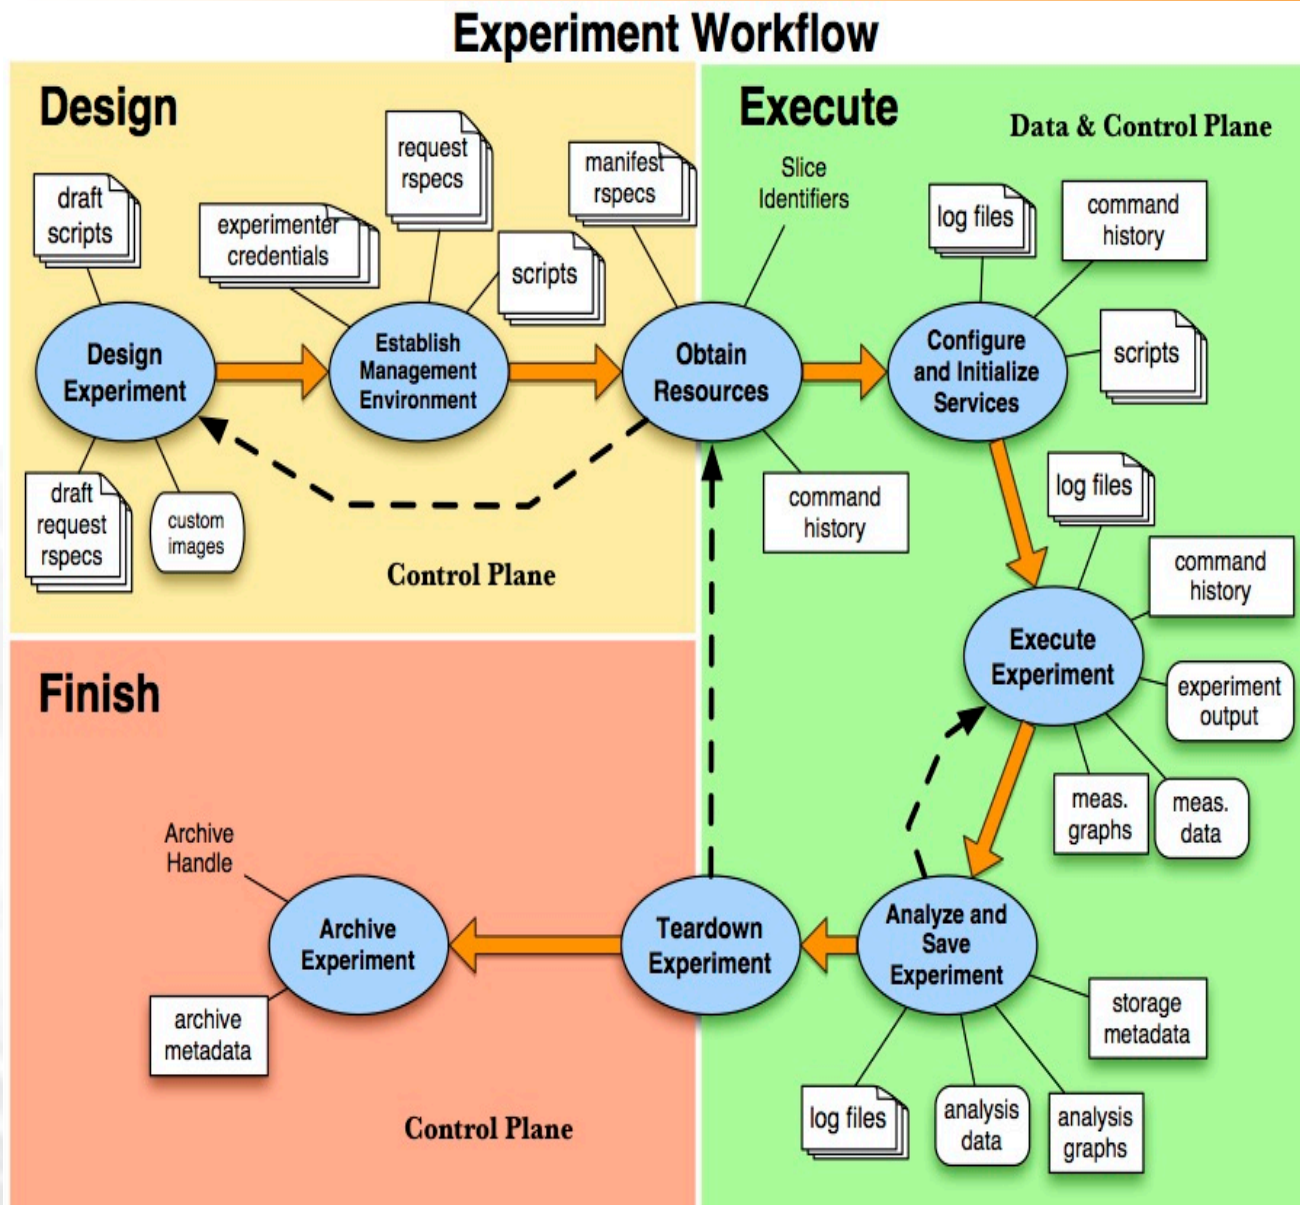 Experiment Workflow
Design
draft
scripts
experimenter
credentials
request
rspecs
scripts
manifest
rspecs
Design
Experiment
Establish
Management
Environment
Obtain
Resources
draft
request
rspecs
custom
images
Control Plane
Execute
Data & Control Plane
Slice
Identifiers
log files
command
history
scripts
Configure
and Initialize
Services
command
history
log files
command
history
Execute
Experiment
experiment
output
meas.
graphs
meas.
data
Analyze and
Save
Experiment
storage
metadata
log files
analysis
data
analysis
graphs
Finish
Teardown
Experiment
Archive
Handle
Archive
Experiment
archive
metadata
Control Plane